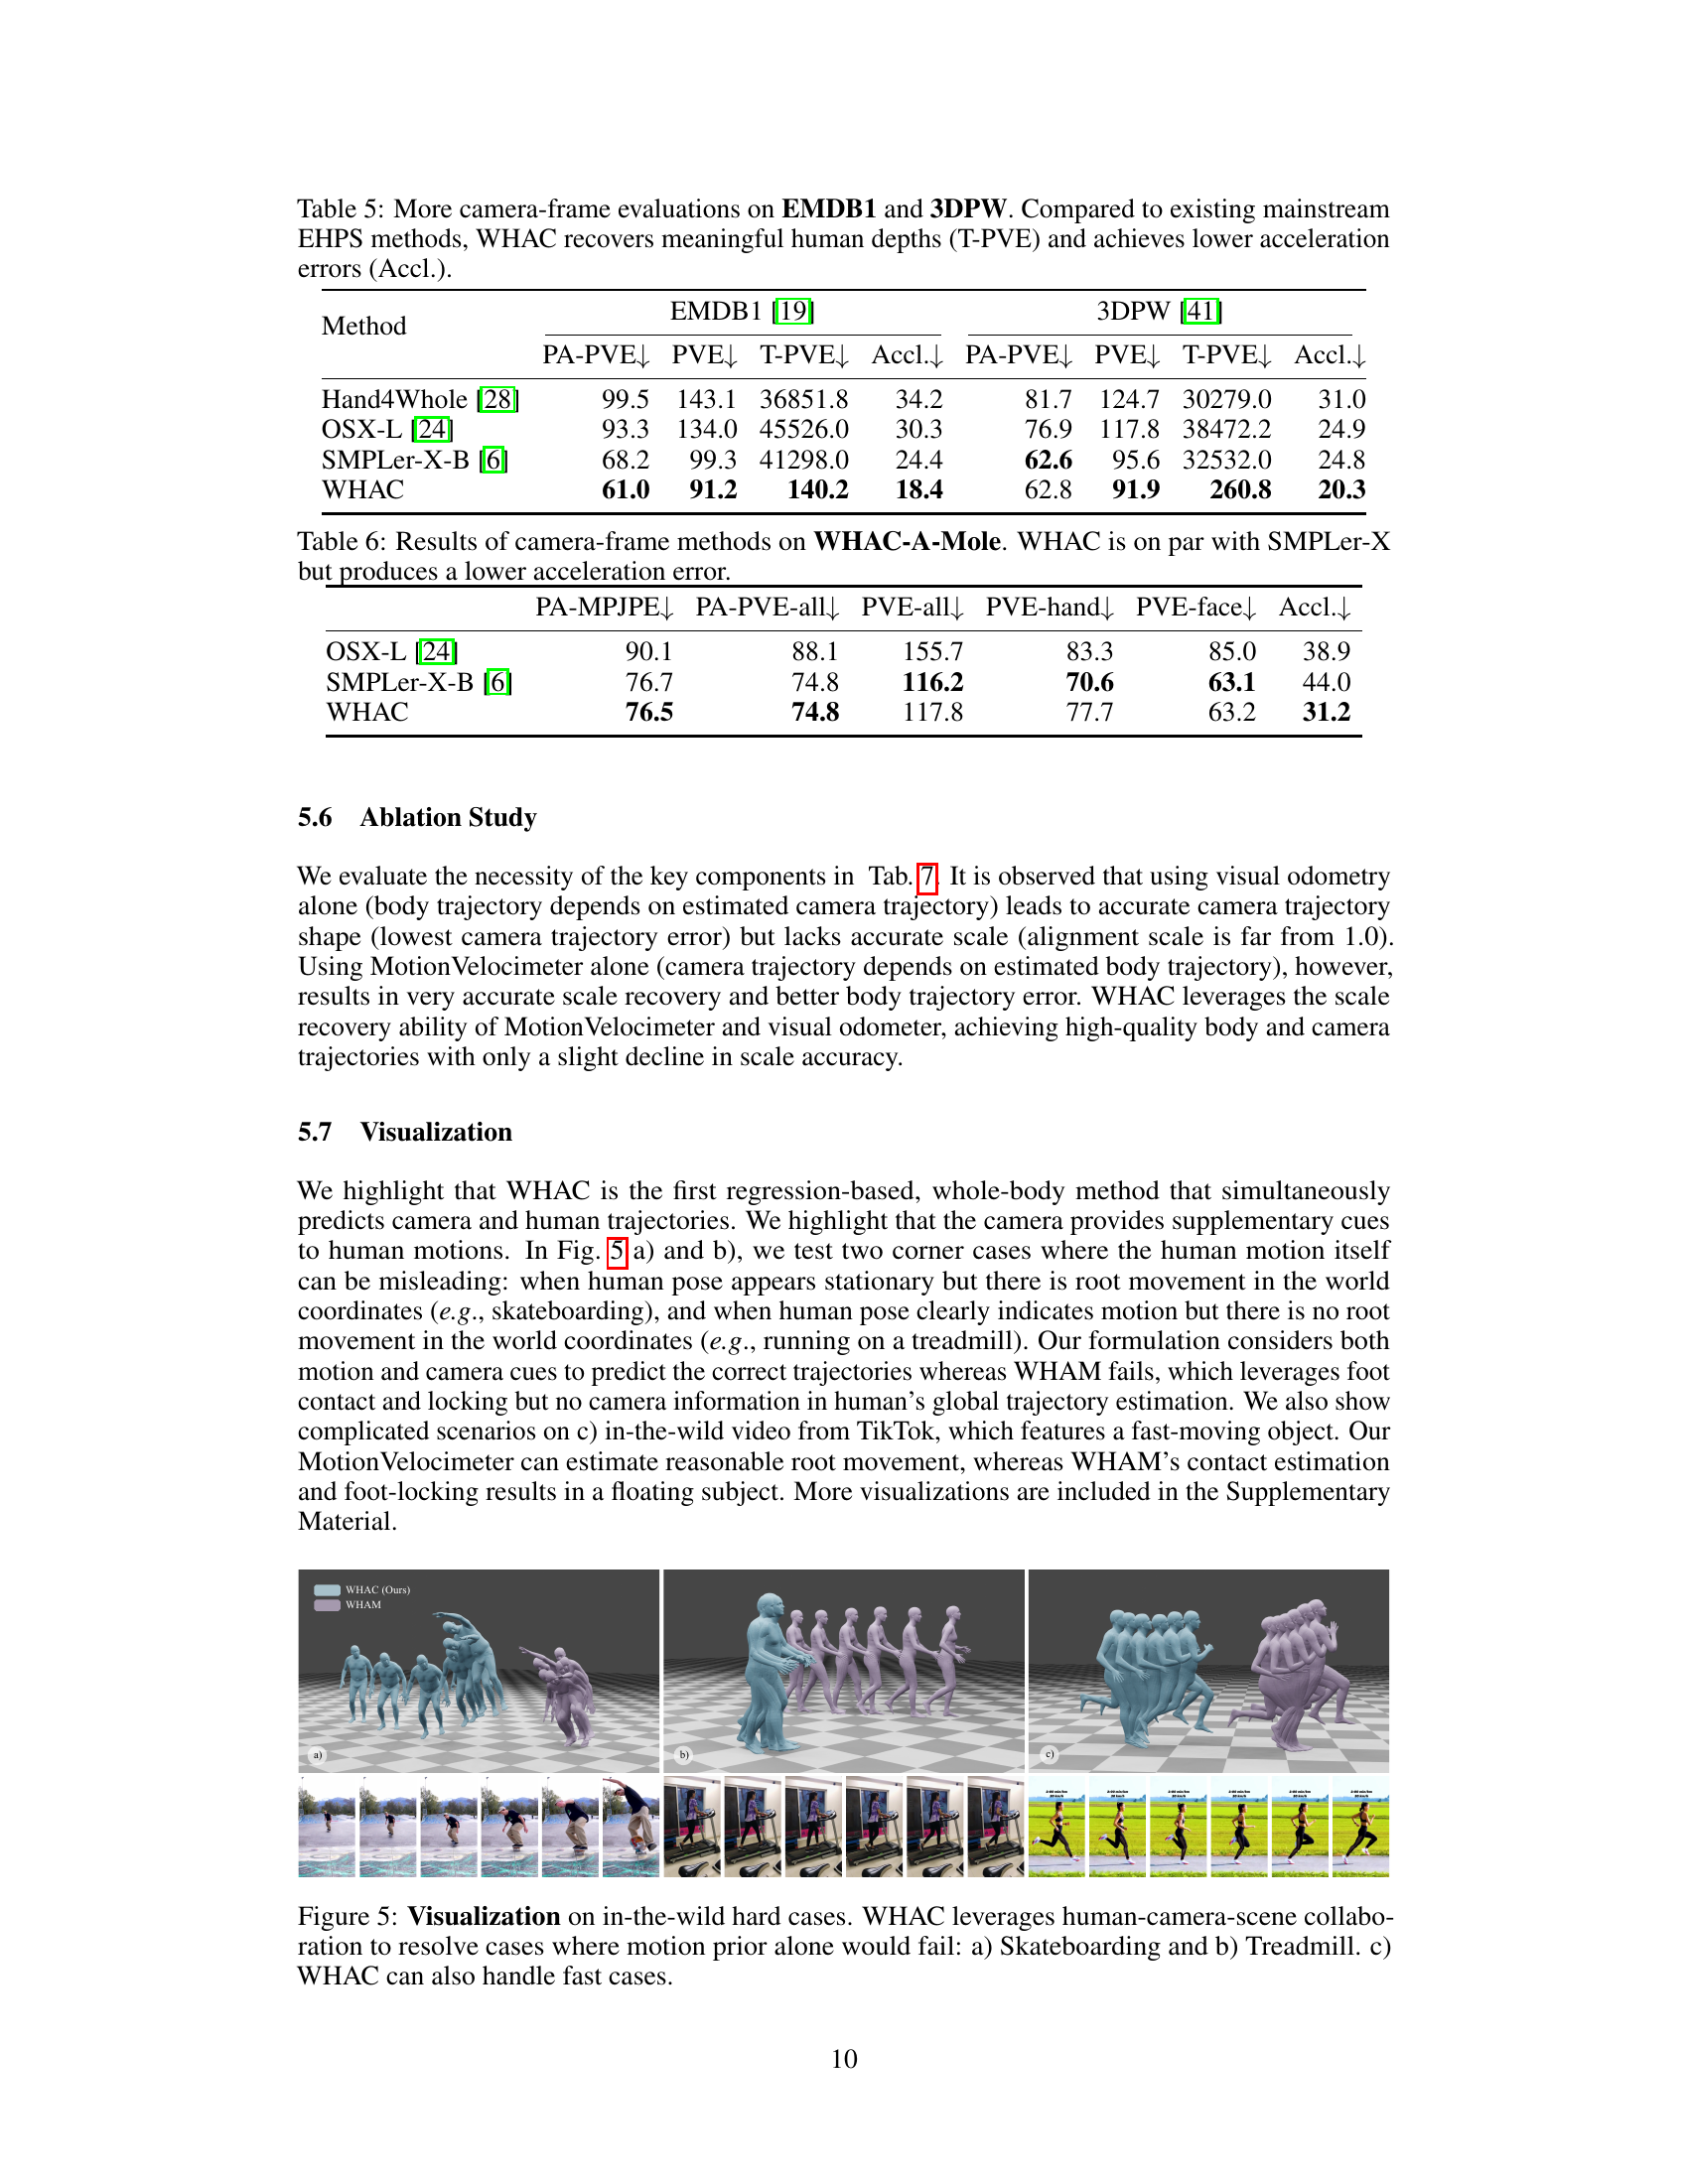 Table 5: More camera-frame evaluations on EMDB1 and 3DPW. Compared to existing mainstream
EHPS methods, WHAC recovers meaningful human depths (T-PVE) and achieves lower acceleration
errors (Accl.).
Method EMDB1 [19] 3DPW [41]
PA-PVE↓ PVE↓ T-PVE↓ Accl.↓ PA-PVE↓ PVE↓ T-PVE↓ Accl.↓
Hand4Whole [28] 99.5 143.1 36851.8 34.2 81.7 124.7 30279.0 31.0
OSX-L [24] 93.3 134.0 45526.0 30.3 76.9 117.8 38472.2 24.9
SMPLer-X-B [6] 68.2 99.3 41298.0 24.4 62.6 95.6 32532.0 24.8
WHAC 61.0 91.2 140.2 18.4 62.8 91.9 260.8 20.3
Table 6: Results of camera-frame methods on WHAC-A-Mole. WHAC is on par with SMPLer-X
but produces a lower acceleration error.
PA-MPJPE↓ PA-PVE-all↓ PVE-all↓ PVE-hand↓ PVE-face↓ Accl.↓
OSX-L [24] 90.1 88.1 155.7 83.3 85.0 38.9
SMPLer-X-B [6] 76.7 74.8 116.2 70.6 63.1 44.0
WHAC 76.5 74.8 117.8 77.7 63.2 31.2
5.6 Ablation Study
We evaluate the necessity of the key components in Tab. 7. It is observed that using visual odometry
alone (body trajectory depends on estimated camera trajectory) leads to accurate camera trajectory
shape (lowest camera trajectory error) but lacks accurate scale (alignment scale is far from 1.0).
Using MotionVelocimeter alone (camera trajectory depends on estimated body trajectory), however,
results in very accurate scale recovery and better body trajectory error. WHAC leverages the scale
recovery ability of MotionVelocimeter and visual odometer, achieving high-quality body and camera
trajectories with only a slight decline in scale accuracy.
5.7 Visualization
We highlight that WHAC is the first regression-based, whole-body method that simultaneously
predicts camera and human trajectories. We highlight that the camera provides supplementary cues
to human motions. In Fig. 5 a) and b), we test two corner cases where the human motion itself
can be misleading: when human pose appears stationary but there is root movement in the world
coordinates (e.g., skateboarding), and when human pose clearly indicates motion but there is no root
movement in the world coordinates (e.g., running on a treadmill). Our formulation considers both
motion and camera cues to predict the correct trajectories whereas WHAM fails, which leverages foot
contact and locking but no camera information in human's global trajectory estimation. We also show
complicated scenarios on c) in-the-wild video from TikTok, which features a fast-moving object. Our
MotionVelocimeter can estimate reasonable root movement, whereas WHAM's contact estimation
and foot-locking results in a floating subject. More visualizations are included in the Supplementary
Material.
WHAC (Ours)
WHAM
a)
b)
c)
Figure 5: Visualization on in-the-wild hard cases. WHAC leverages human-camera-scene collabo-
ration to resolve cases where motion prior alone would fail: a) Skateboarding and b) Treadmill. c)
WHAC can also handle fast cases.
10